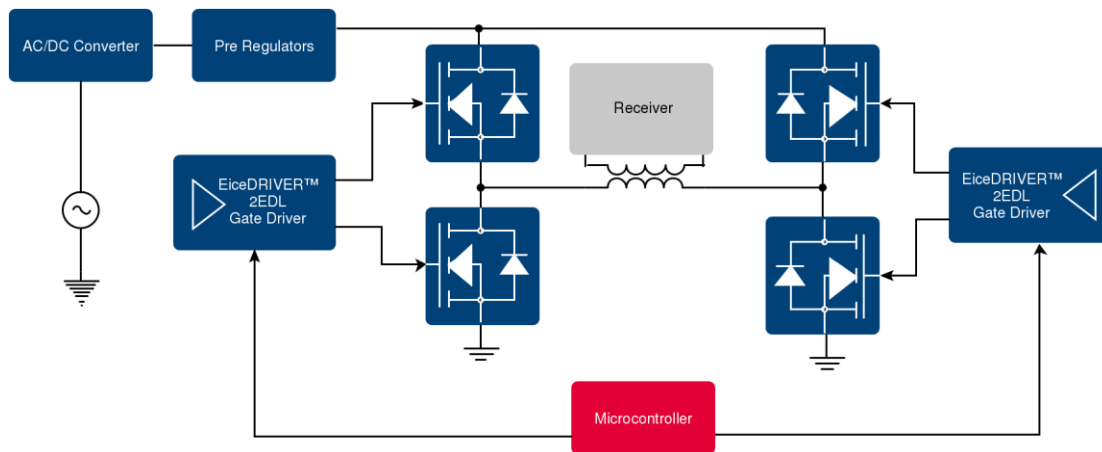 AC/DC Converter
Pre Regulators
Receiver
EiceDRIVER™
2EDL
Gate Driver
EiceDRIVER™
2EDL
Gate Driver
Microcontroller